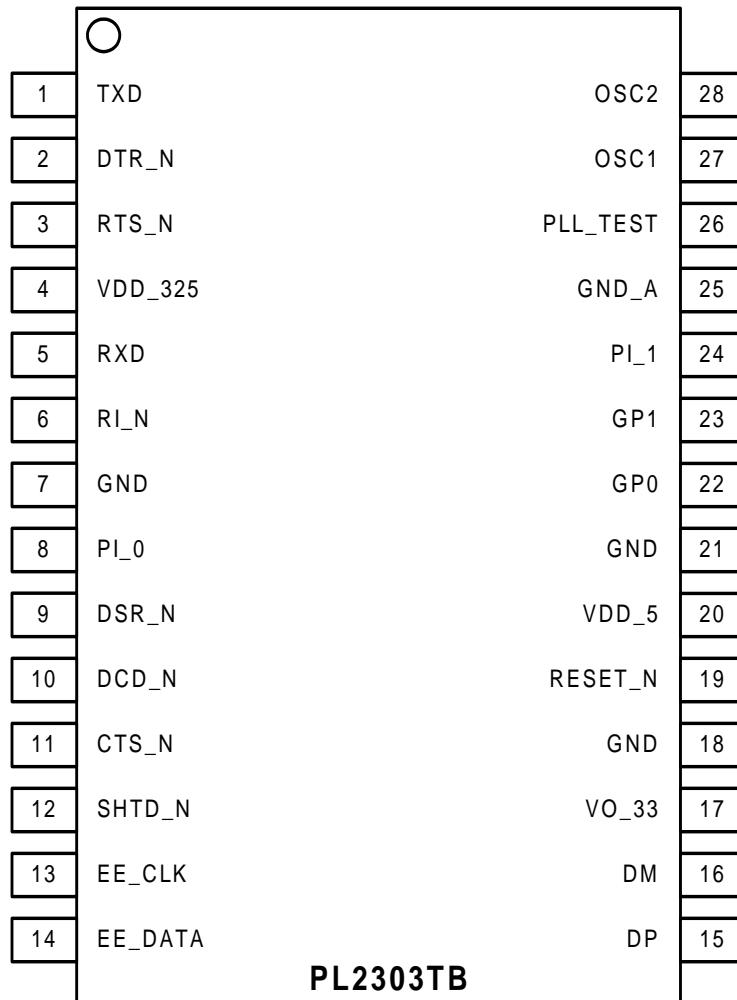 1 TXD OSC2 28
2 DTR_N OSC1 27
3 RTS_N PLL_TEST 26
4 VDD_325 GND_A 25
5 RXD PI_1 24
6 RI_N GP1 23
7 GND GP0 22
8 PI_0 GND 21
9 DSR_N VDD_5 20
10 DCD_N RESET_N 19
11 CTS_N GND 18
12 SHTD_N VO_33 17
13 EE_CLK DM 16
14 EE_DATA DP 15
PL2303TB